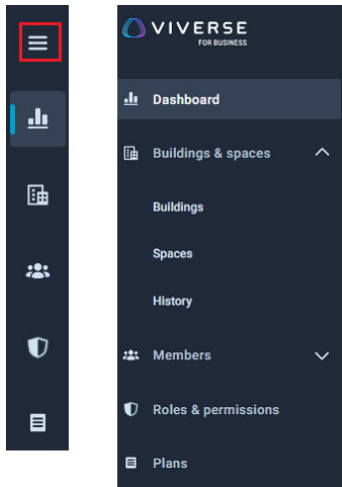 VIVERSE
FOR BUSINESS
Dashboard
Buildings & spaces
Buildings
Spaces
History
Members
Roles & permissions
Plans